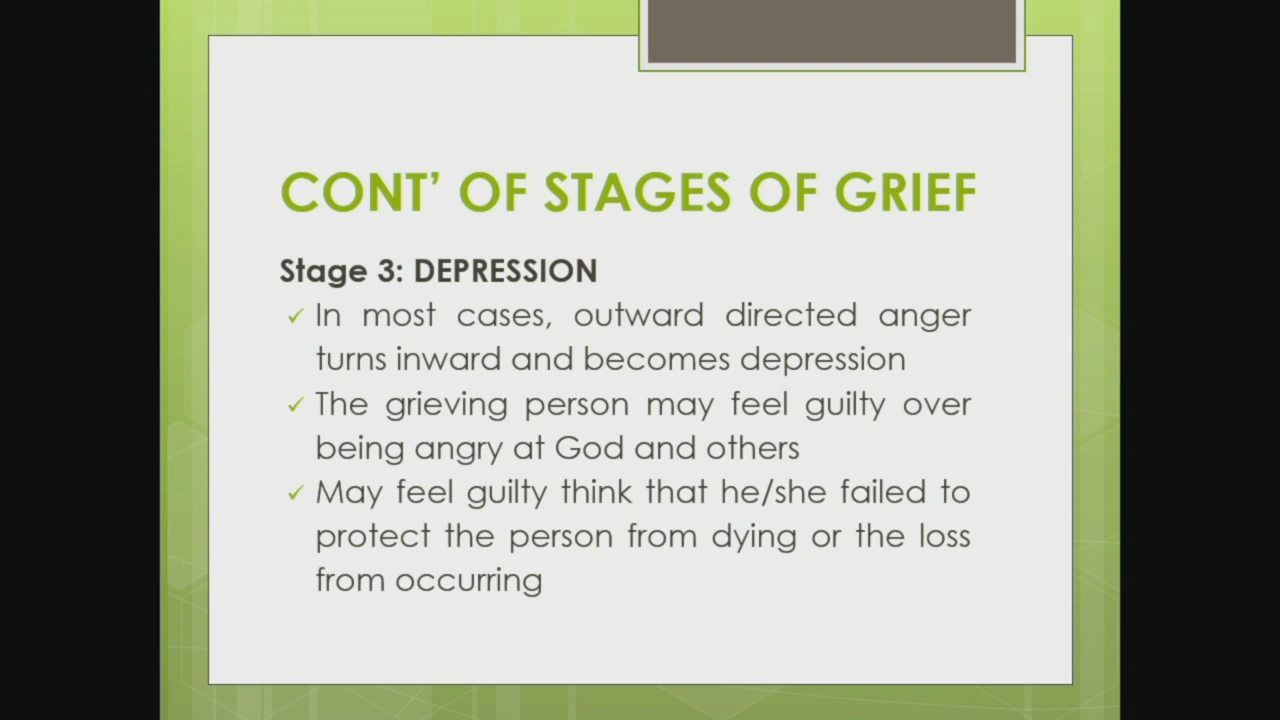 CONT’ OF STAGES OF GRIEF
Stage 3: DEPRESSION
✓ In most cases, outward directed anger
turns inward and becomes depression
✓ The grieving person may feel guilty over
being angry at God and others
✓ May feel guilty think that he/she failed to
protect the person from dying or the loss
from occurring